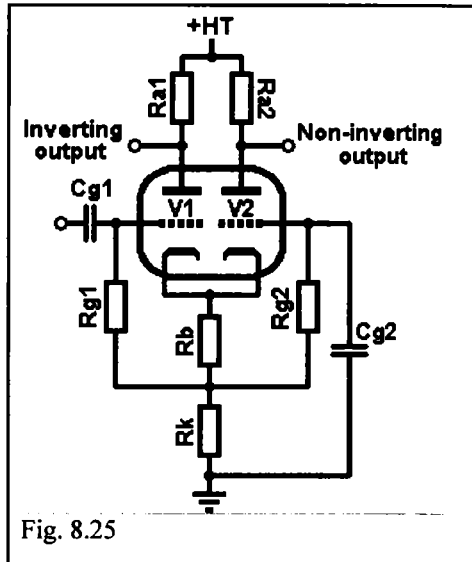 +HT
Ra1
Ra2
Inverting
output
Non-inverting
output
Cg1
V1
V2
Rg1
Rb
Rg2
Cg2
Rk
Fig. 8.25